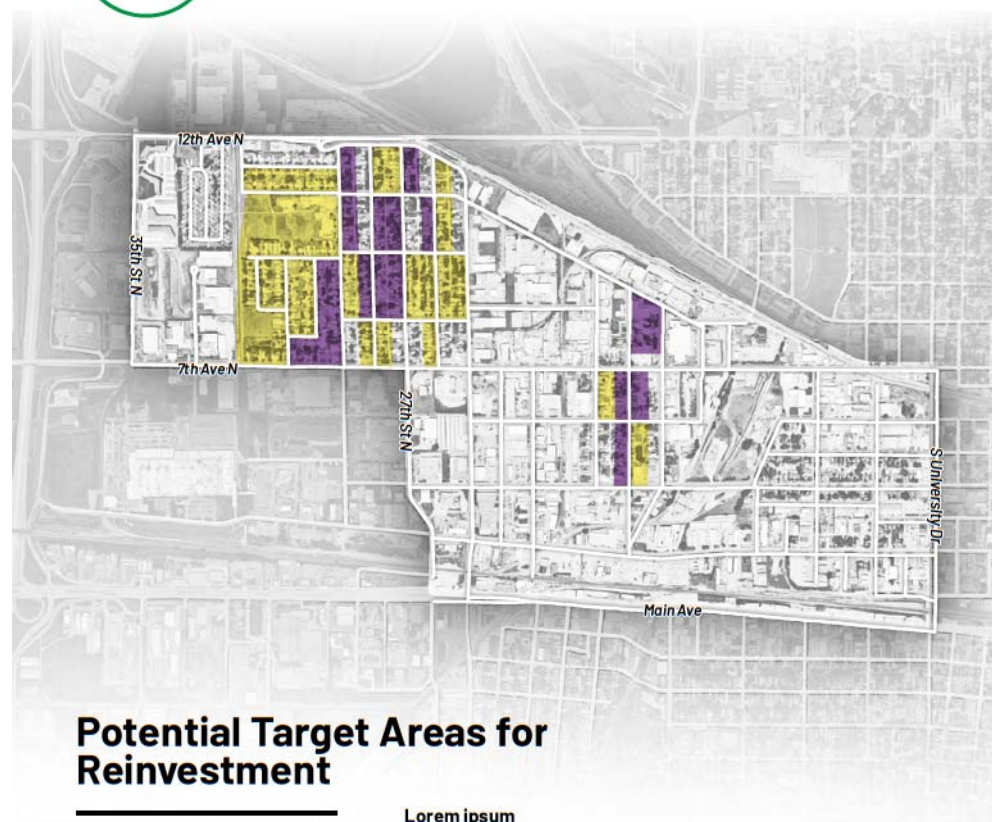 12th Ave N
35th St N
7th Ave N
27th St N
S University Dr
Main Ave
Potential Target Areas for
Reinvestment
Lorem ipsum